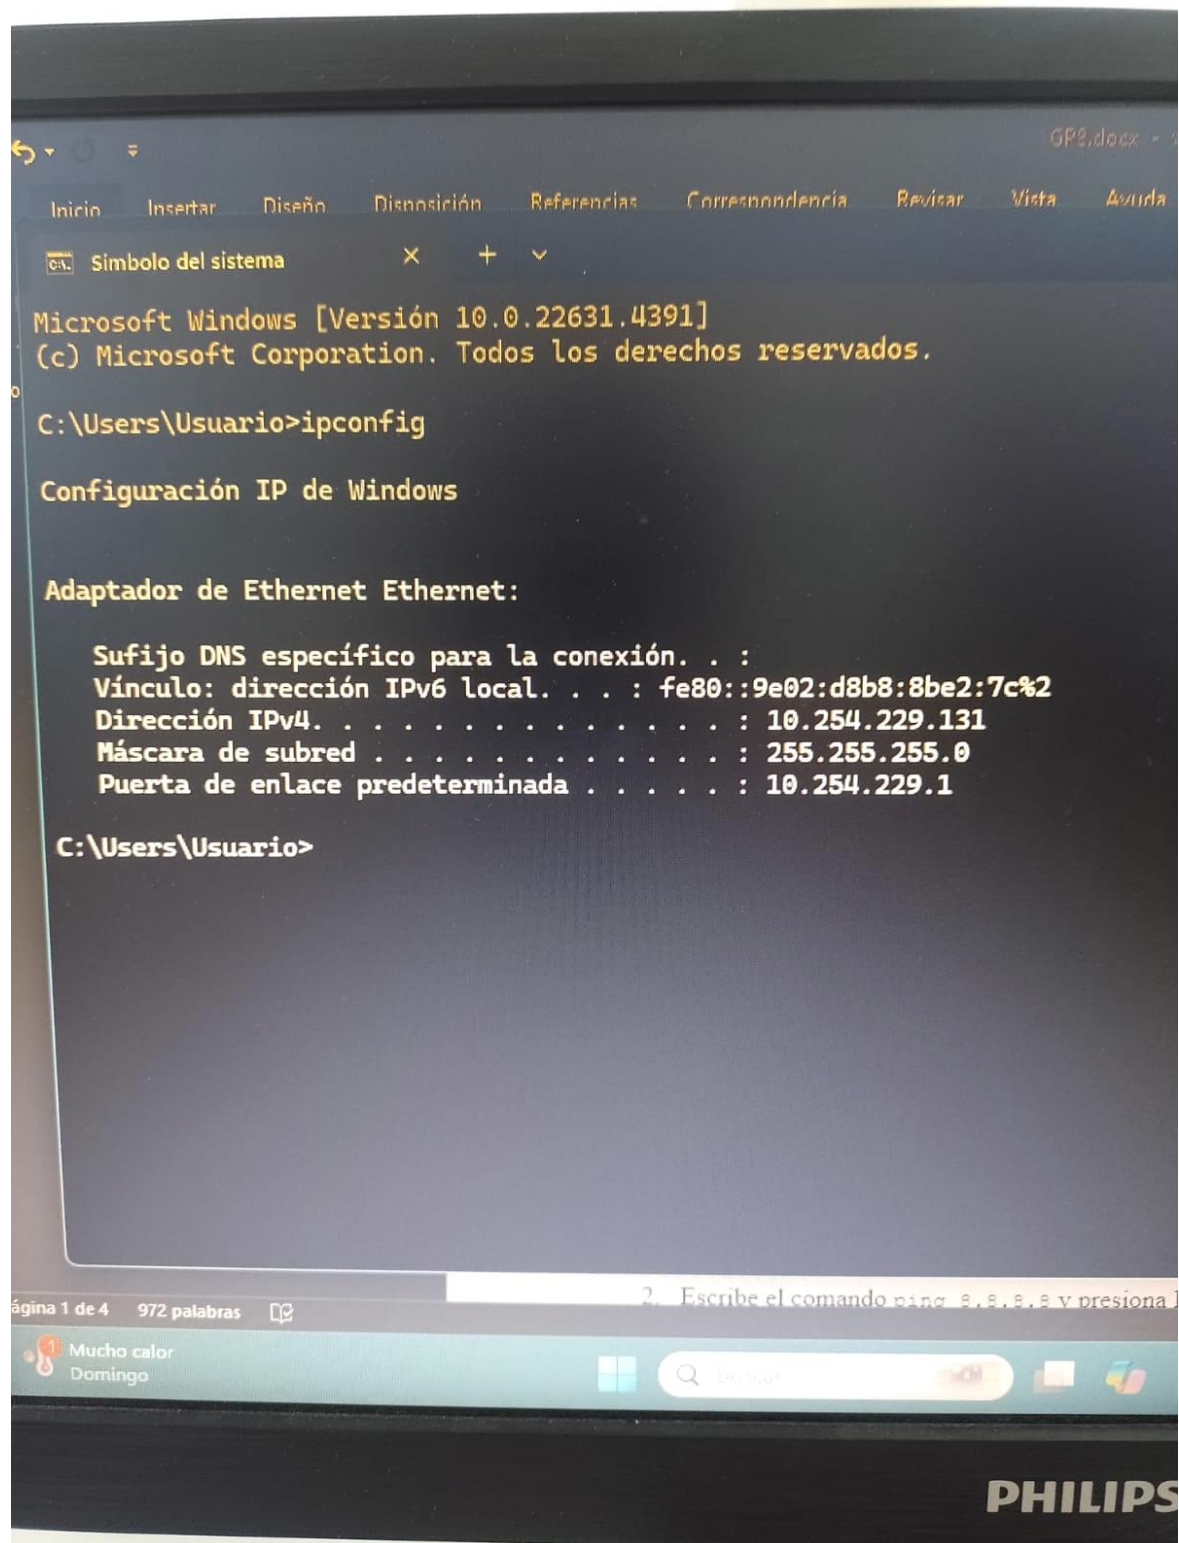 GP8.docx -
Inicio Insertar Diseño Disposición Referencias Correspondencia Revisar Vista Ayuda
Símbolo del sistema
Microsoft Windows [Versión 10.0.22631.4391]
(c) Microsoft Corporation. Todos los derechos reservados.
C:\Users\Usuario>ipconfig
Configuración IP de Windows
Adaptador de Ethernet Ethernet:
Sufijo DNS específico para la conexión. . :
Vínculo: dirección IPv6 local. . . : fe80::9e02:d8b8:8be2:7c%2
Dirección IPv4. . . . . . . . . . . . . . : 10.254.229.131
Máscara de subred . . . . . . . . . . . . : 255.255.255.0
Puerta de enlace predeterminada . . . . . : 10.254.229.1
C:\Users\Usuario>
2. Escribe el comando ping 8.8.8.8 y presiona
ágina 1 de 4 972 palabras
1
Mucho calor
Domingo
PHILIPS